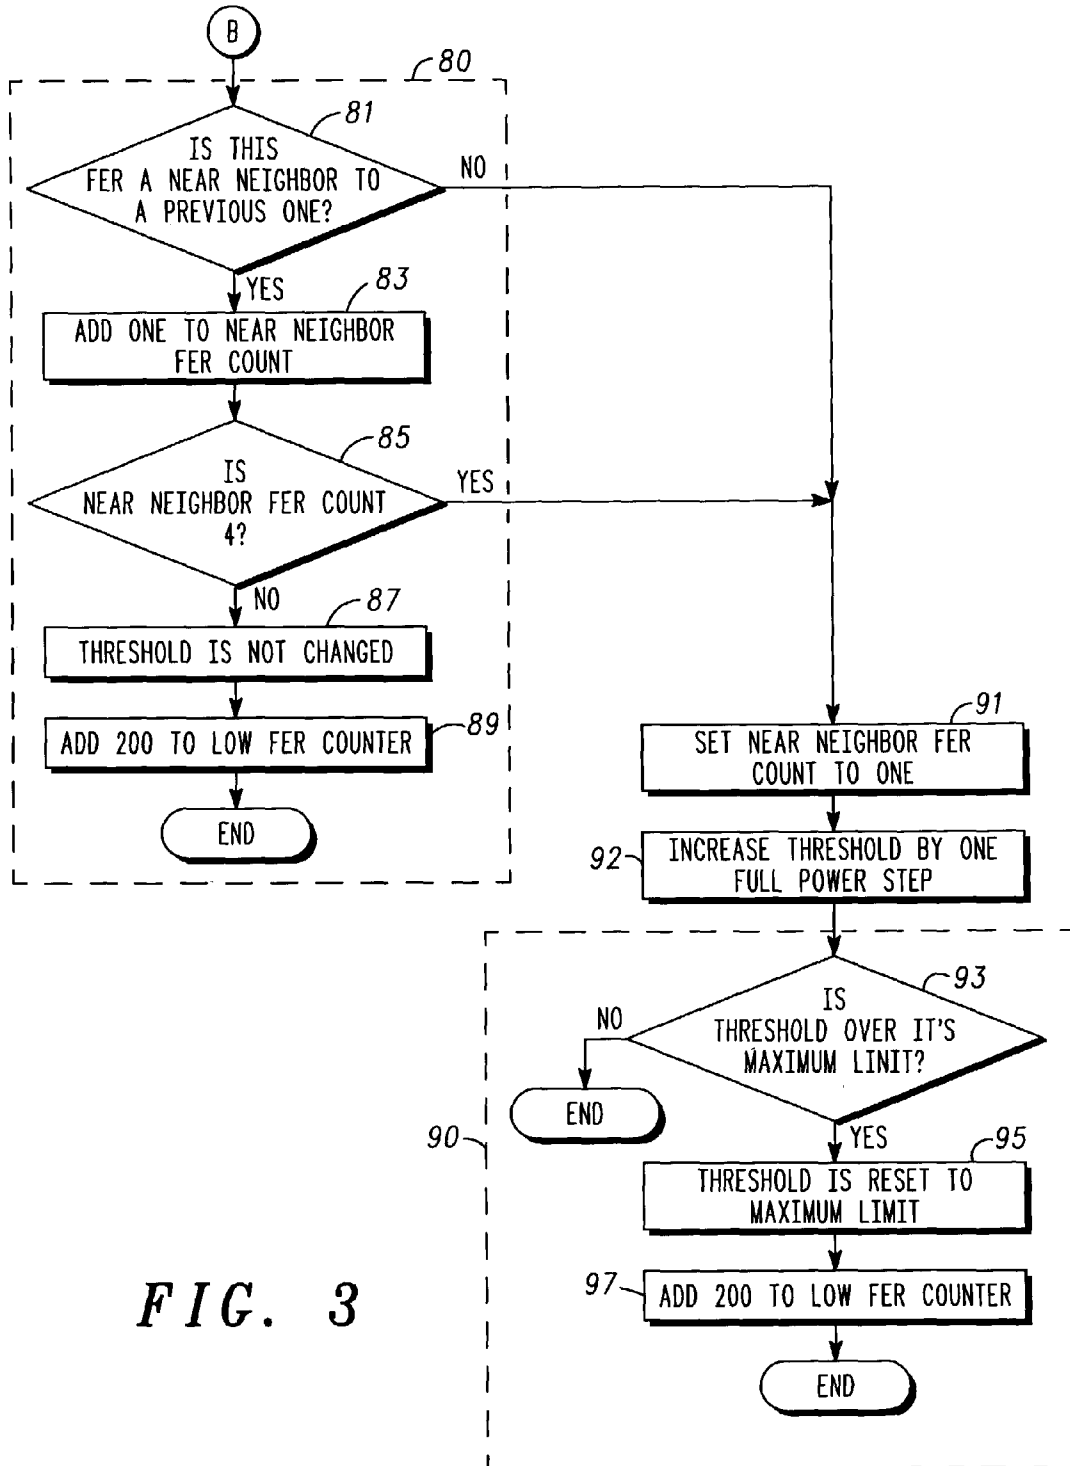 B
80
81
IS THIS
FER A NEAR NEIGHBOR TO
A PREVIOUS ONE?
NO
YES
83
ADD ONE TO NEAR NEIGHBOR
FER COUNT
85
IS
NEAR NEIGHBOR FER COUNT
4?
YES
NO
87
THRESHOLD IS NOT CHANGED
89
ADD 200 TO LOW FER COUNTER
END
91
SET NEAR NEIGHBOR FER
COUNT TO ONE
92
INCREASE THRESHOLD BY ONE
FULL POWER STEP
93
IS
THRESHOLD OVER IT'S
MAXIMUM LINIT?
NO
END
90
YES
95
THRESHOLD IS RESET TO
MAXIMUM LIMIT
97
ADD 200 TO LOW FER COUNTER
END
FIG. 3